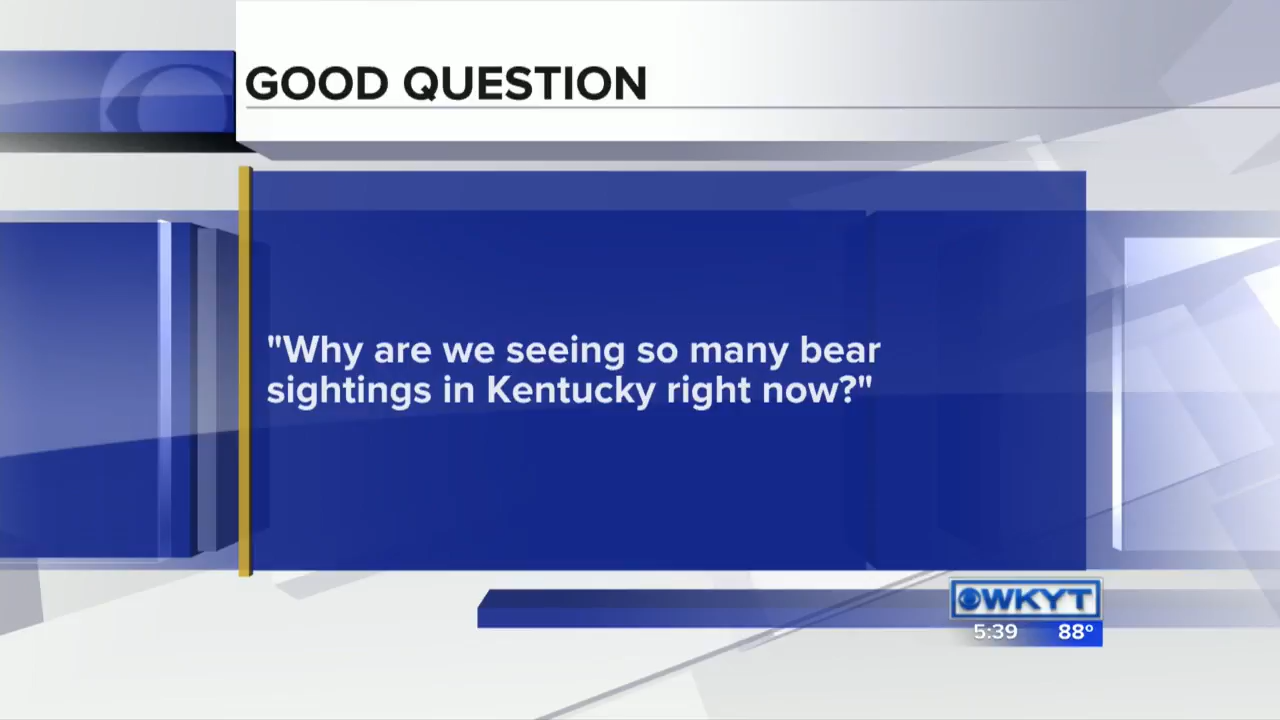 GOOD QUESTION
"Why are we seeing so many bear
sightings in Kentucky right now?"
WKYT
5:39 88°